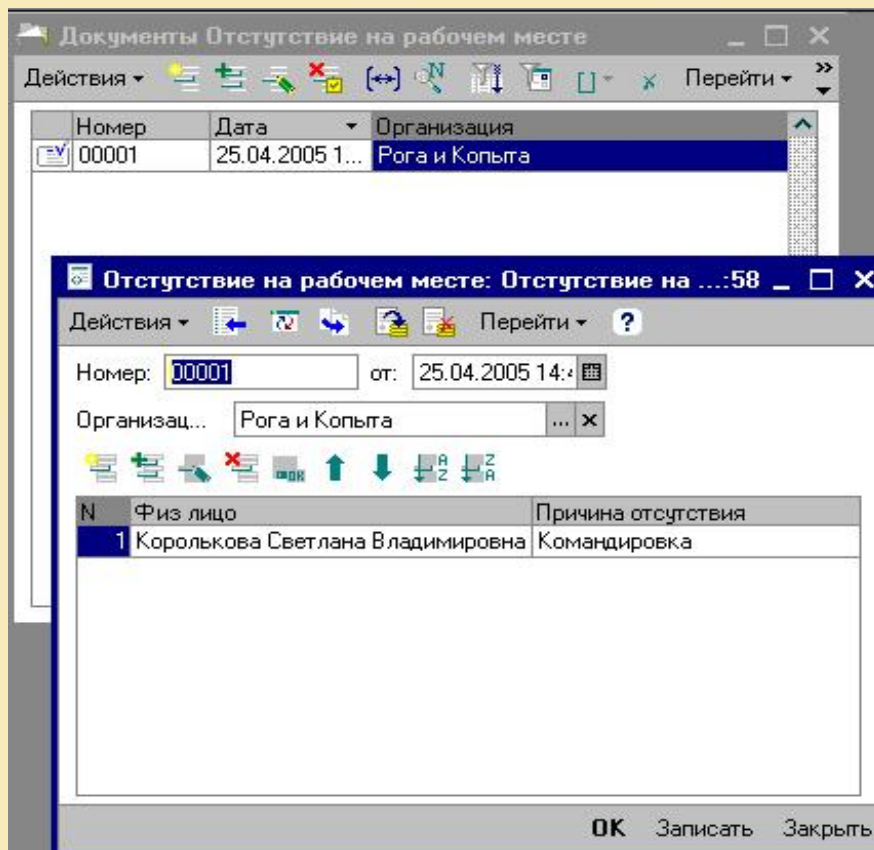 Документы Отстутствие на рабочем месте
Действия Перейти »
Номер Дата Организация
00001 25.04.2005 1... Рога и Копыта
Отстутствие на рабочем месте: Отстутствие на ...:58
Действия Перейти ?
Номер: 00001 от: 25.04.2005 14:4
Организац... Рога и Копыта ...
N Физ лицо Причина отсутствия
1 Королькова Светлана Владимировна Командировка
OK Записать Закрыть